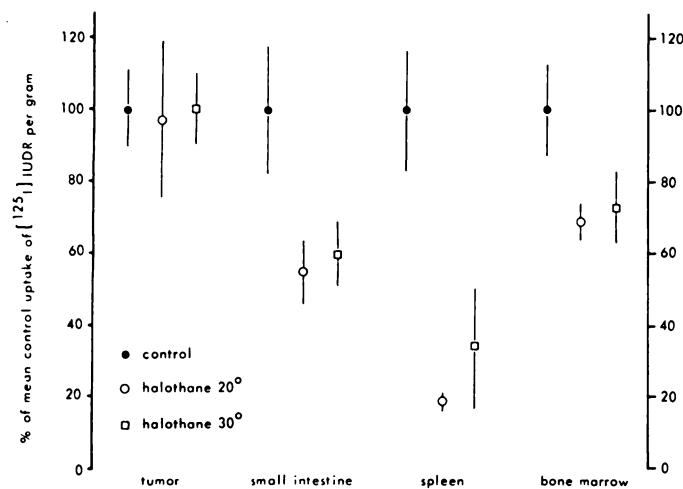 % of mean control uptake of [125I] IUDR per gram
120
100
80
60
40
20
0
120
100
80
60
40
20
0
control
halothane 20°
halothane 30°
tumor
small intestine
spleen
bone marrow